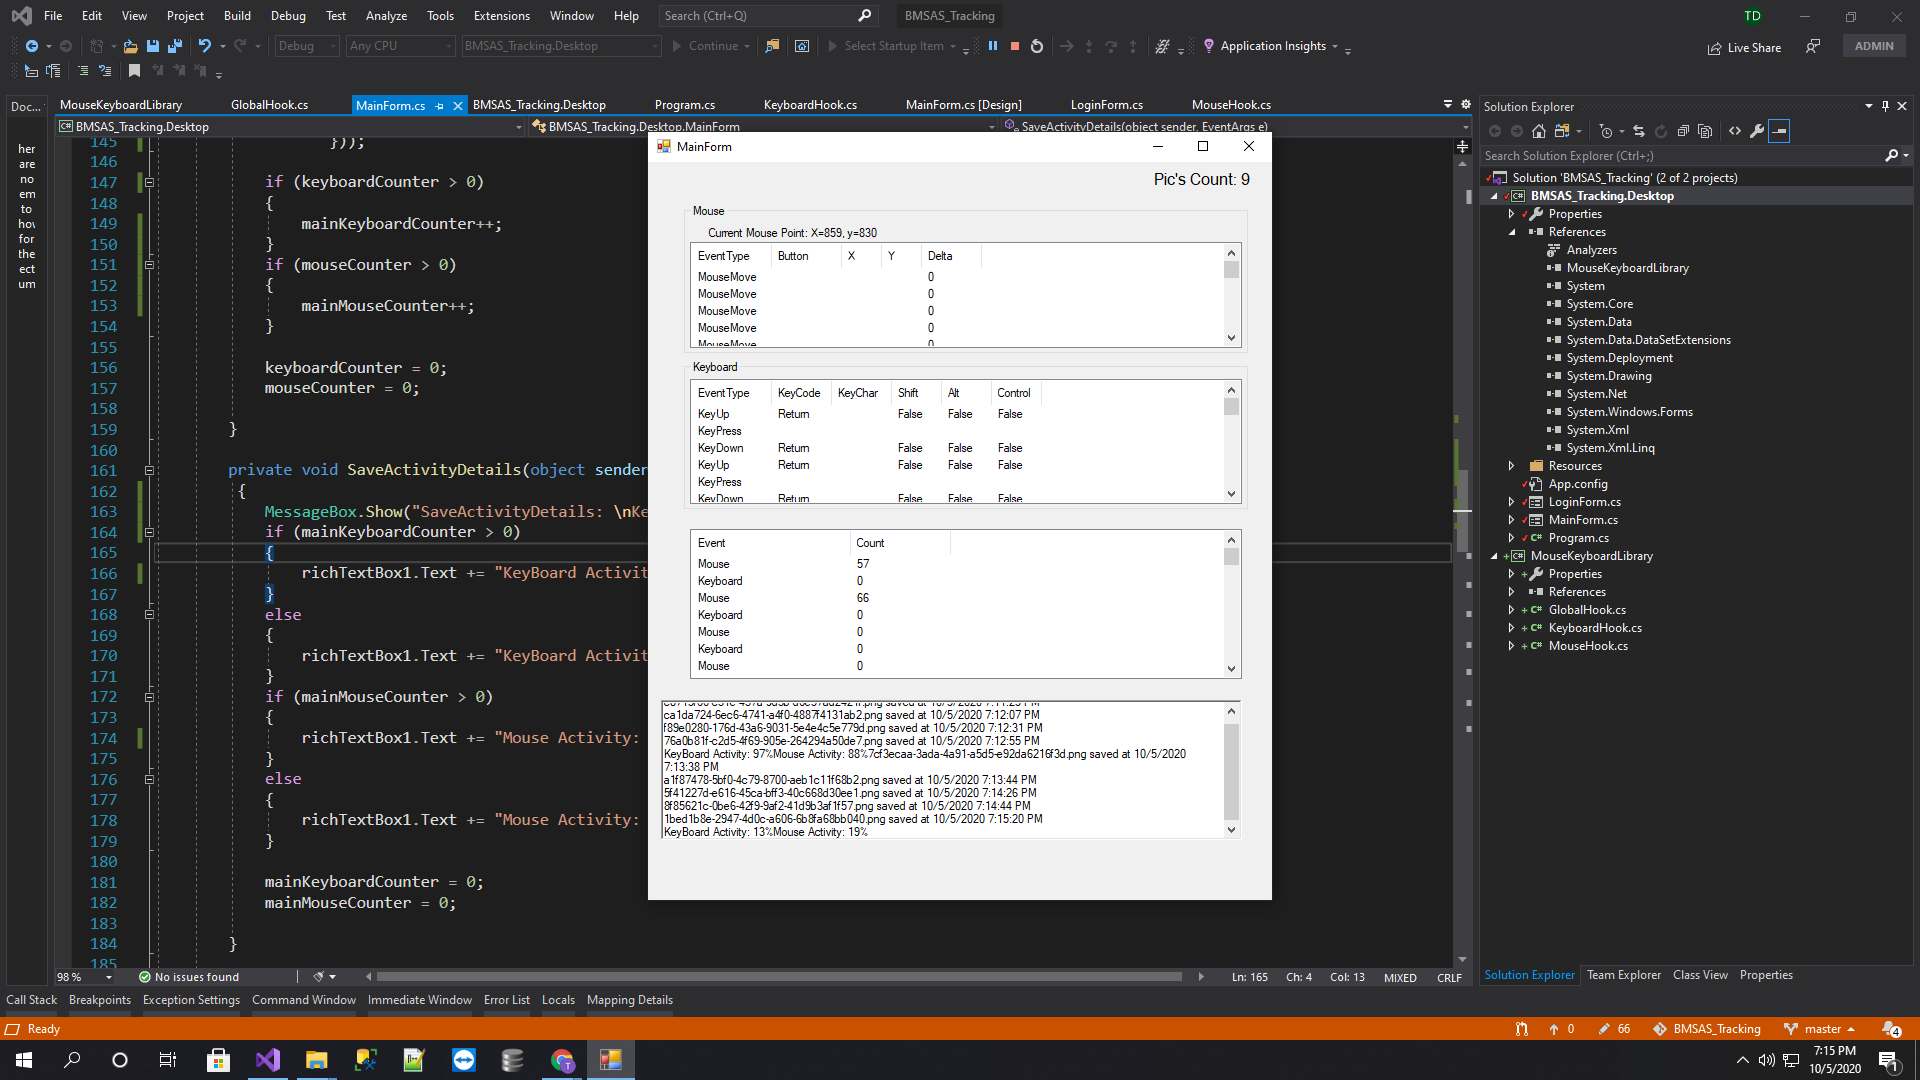 File Edit View Project Build Debug Test Analyze Tools Extensions Window Help Search (Ctrl+Q) BMSAS_Tracking TD
Debug Any CPU BMSAS_Tracking.Desktop Continue Select Startup Item Application Insights Live Share ADMIN
Doc...
her
are
no
em
to
hov
for
the
ect
um
MouseKeyboardLibrary GlobalHook.cs MainForm.cs BMSAS_Tracking.Desktop Program.cs KeyboardHook.cs MainForm.cs [Design] LoginForm.cs MouseHook.cs
BMSAS_Tracking.Desktop BMSAS_Tracking.Desktop.MainForm SaveActivityDetails(object sender, EventArgs e)
145 }));
146
147 if (keyboardCounter > 0)
148 {
149 mainKeyboardCounter++;
150 }
151 if (mouseCounter > 0)
152 {
153 mainMouseCounter++;
154 }
155
156 keyboardCounter = 0;
157 mouseCounter = 0;
158
159 }
160
161 private void SaveActivityDetails(object sender
162 {
163 MessageBox.Show("SaveActivityDetails: \nKe
164 if (mainKeyboardCounter > 0)
165 {
166 richTextBox1.Text += "KeyBoard Activit
167 }
168 else
169 {
170 richTextBox1.Text += "KeyBoard Activit
171 }
172 if (mainMouseCounter > 0)
173 {
174 richTextBox1.Text += "Mouse Activity:
175 }
176 else
177 {
178 richTextBox1.Text += "Mouse Activity:
179 }
180
181 mainKeyboardCounter = 0;
182 mainMouseCounter = 0;
183
184 }
185
MainForm
Pic's Count: 9
Mouse
Current Mouse Point: X=859, y=830
EventType Button X Y Delta
MouseMove 0
MouseMove 0
MouseMove 0
MouseMove 0
MouseMove 0
Keyboard
EventType KeyCode KeyChar Shift Alt Control
KeyUp Return False False False
KeyPress
KeyDown Return False False False
KeyUp Return False False False
KeyPress
KeyDown Return False False False
Event Count
Mouse 57
Keyboard 0
Mouse 66
Keyboard 0
Mouse 0
Keyboard 0
Mouse 0
ca1da724-6ec6-4741-a4f0-4887f4131ab2.png saved at 10/5/2020 7:12:07 PM
f89e0280-176d-43a6-9031-5e4e4c5e779d.png saved at 10/5/2020 7:12:31 PM
76a0b81f-c2d5-4f69-905e-264294a50de7.png saved at 10/5/2020 7:12:55 PM
KeyBoard Activity: 97%Mouse Activity: 88%7cf3ecaa-3ada-4a91-a5d5-e92da6216f3d.png saved at 10/5/2020
7:13:38 PM
a1f87478-5bf0-4c79-8700-aeb1c11f68b2.png saved at 10/5/2020 7:13:44 PM
5f41227d-e616-45ca-bff3-40c668d30ee1.png saved at 10/5/2020 7:14:26 PM
8f85621c-0be6-42f9-9af2-41d9b3af1f57.png saved at 10/5/2020 7:14:44 PM
1bed1b8e-2947-4d0c-a606-6b8fa68bb040.png saved at 10/5/2020 7:15:20 PM
KeyBoard Activity: 13%Mouse Activity: 19%
Solution Explorer
Search Solution Explorer (Ctrl+;)
Solution 'BMSAS_Tracking' (2 of 2 projects)
BMSAS_Tracking.Desktop
Properties
References
Analyzers
MouseKeyboardLibrary
System
System.Core
System.Data
System.Data.DataSetExtensions
System.Deployment
System.Drawing
System.Net
System.Windows.Forms
System.Xml
System.Xml.Linq
Resources
App.config
LoginForm.cs
MainForm.cs
Program.cs
MouseKeyboardLibrary
Properties
References
GlobalHook.cs
KeyboardHook.cs
MouseHook.cs
98 % No issues found Ln: 165 Ch: 4 Col: 13 MIXED CRLF
Solution Explorer Team Explorer Class View Properties
Call Stack Breakpoints Exception Settings Command Window Immediate Window Error List Locals Mapping Details
Ready 0 66 BMSAS_Tracking master 4
7:15 PM
10/5/2020
1